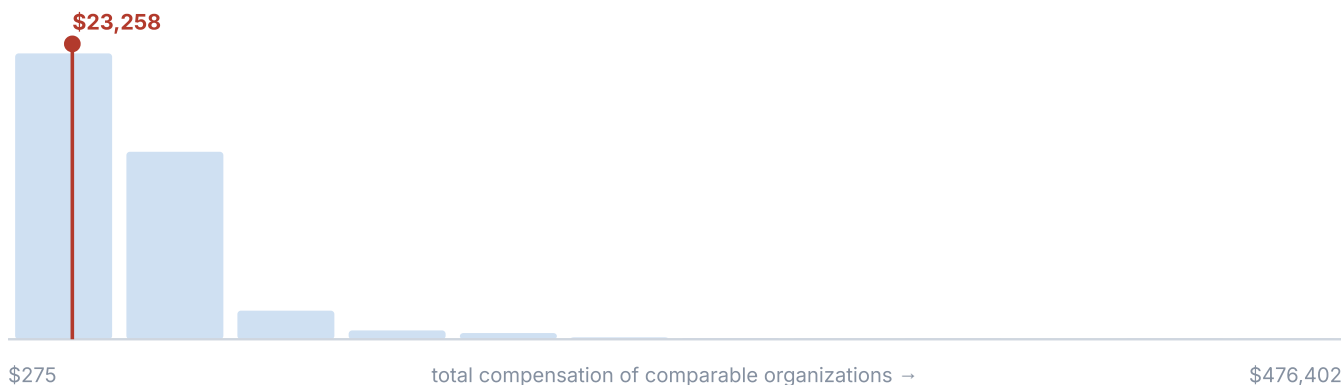 $23,258
$275 total compensation of comparable organizations → $476,402